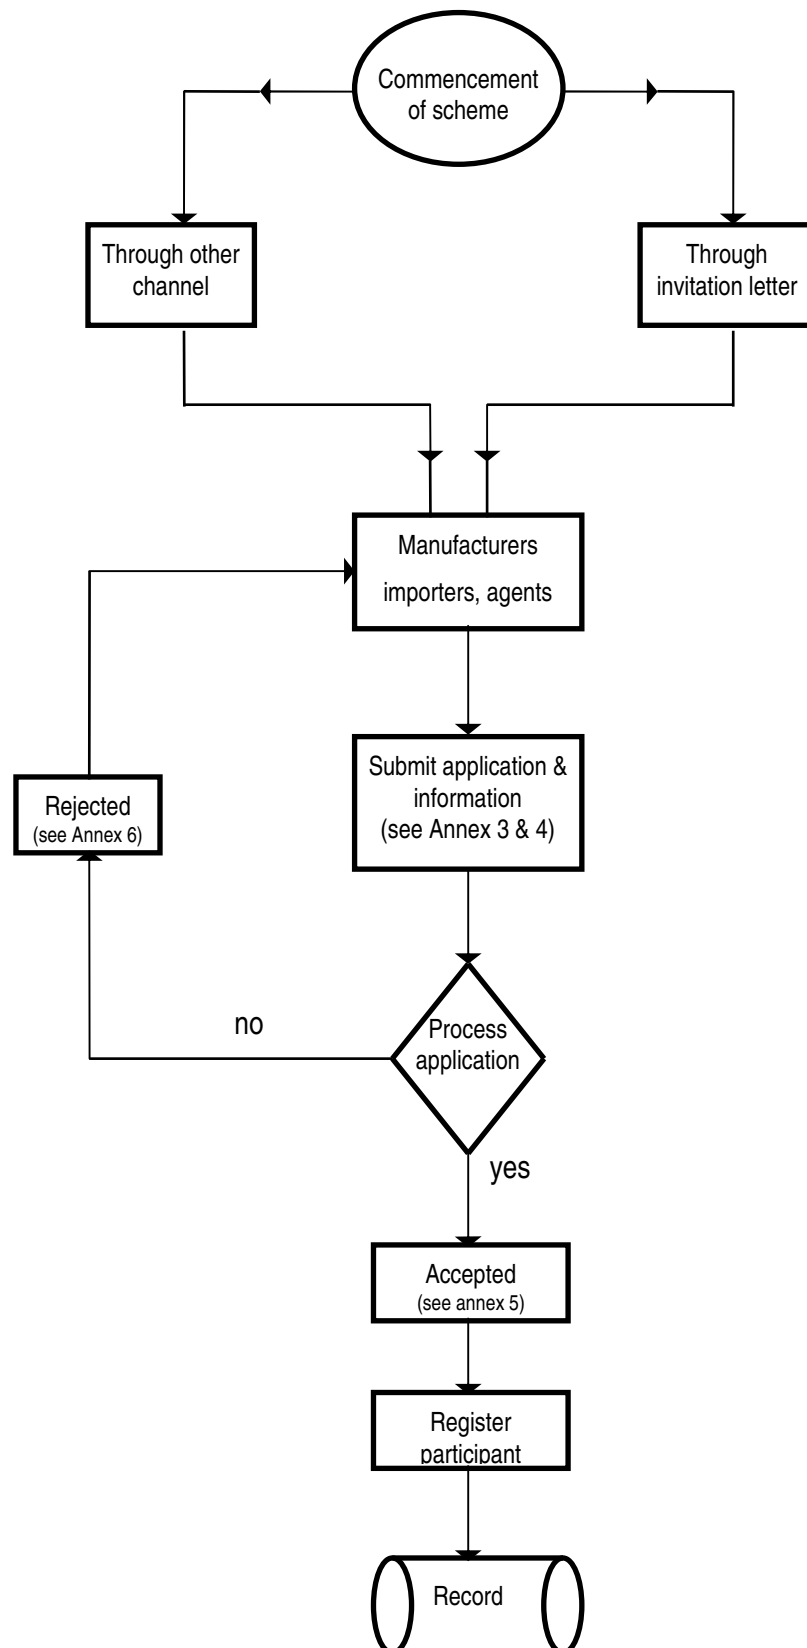 Commencement
of scheme
Through other
channel
Through
invitation letter
Manufacturers
importers, agents
Submit application &
information
(see Annex 3 & 4)
Rejected
(see Annex 6)
no
Process
application
yes
Accepted
(see annex 5)
Register
participant
Record